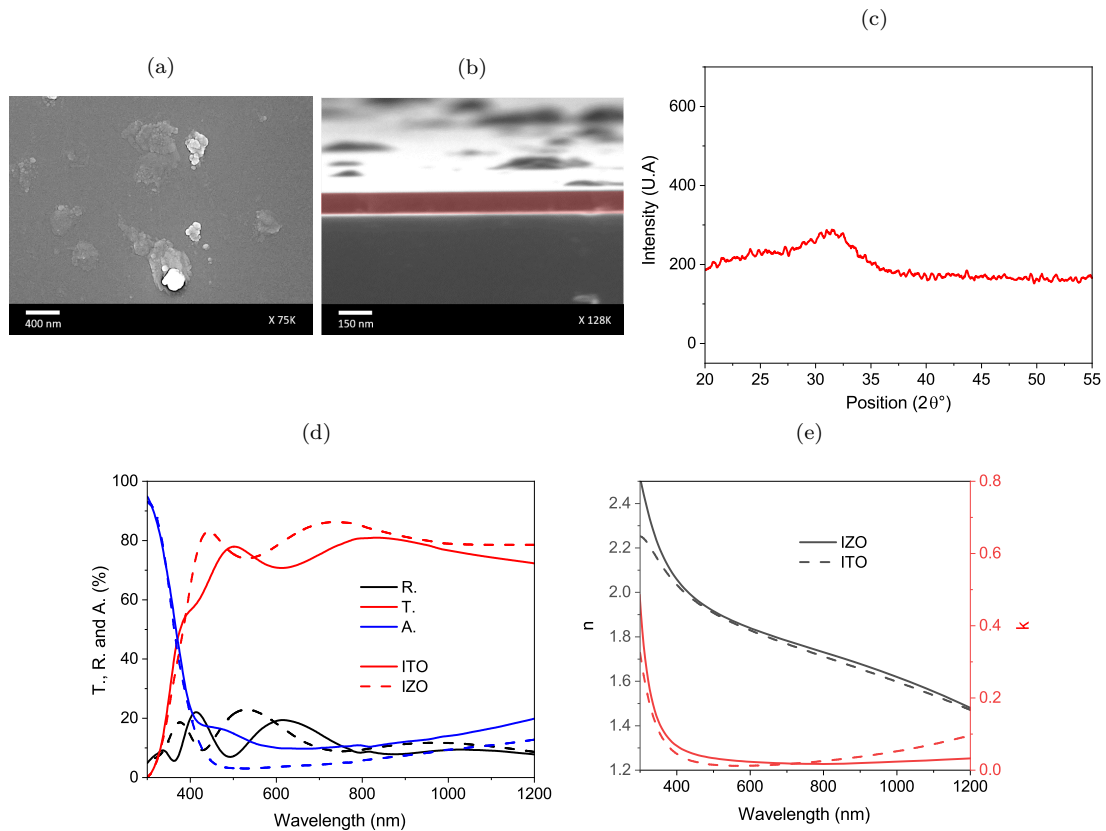 (a)
(b)
(c)
400 nm
X 75K
150 nm
X 128K
Intensity (U.A)
600
400
200
0
20
25
30
35
40
45
50
55
Position (2θ°)
(d)
(e)
T., R. and A. (%)
100
80
60
40
20
0
R.
T.
A.
ITO
IZO
400
600
800
1000
1200
Wavelength (nm)
n
2.4
2.2
2.0
1.8
1.6
1.4
1.2
IZO
ITO
0.8
0.6
0.4
0.2
0.0
k
400
600
800
1000
1200
Wavelength (nm)